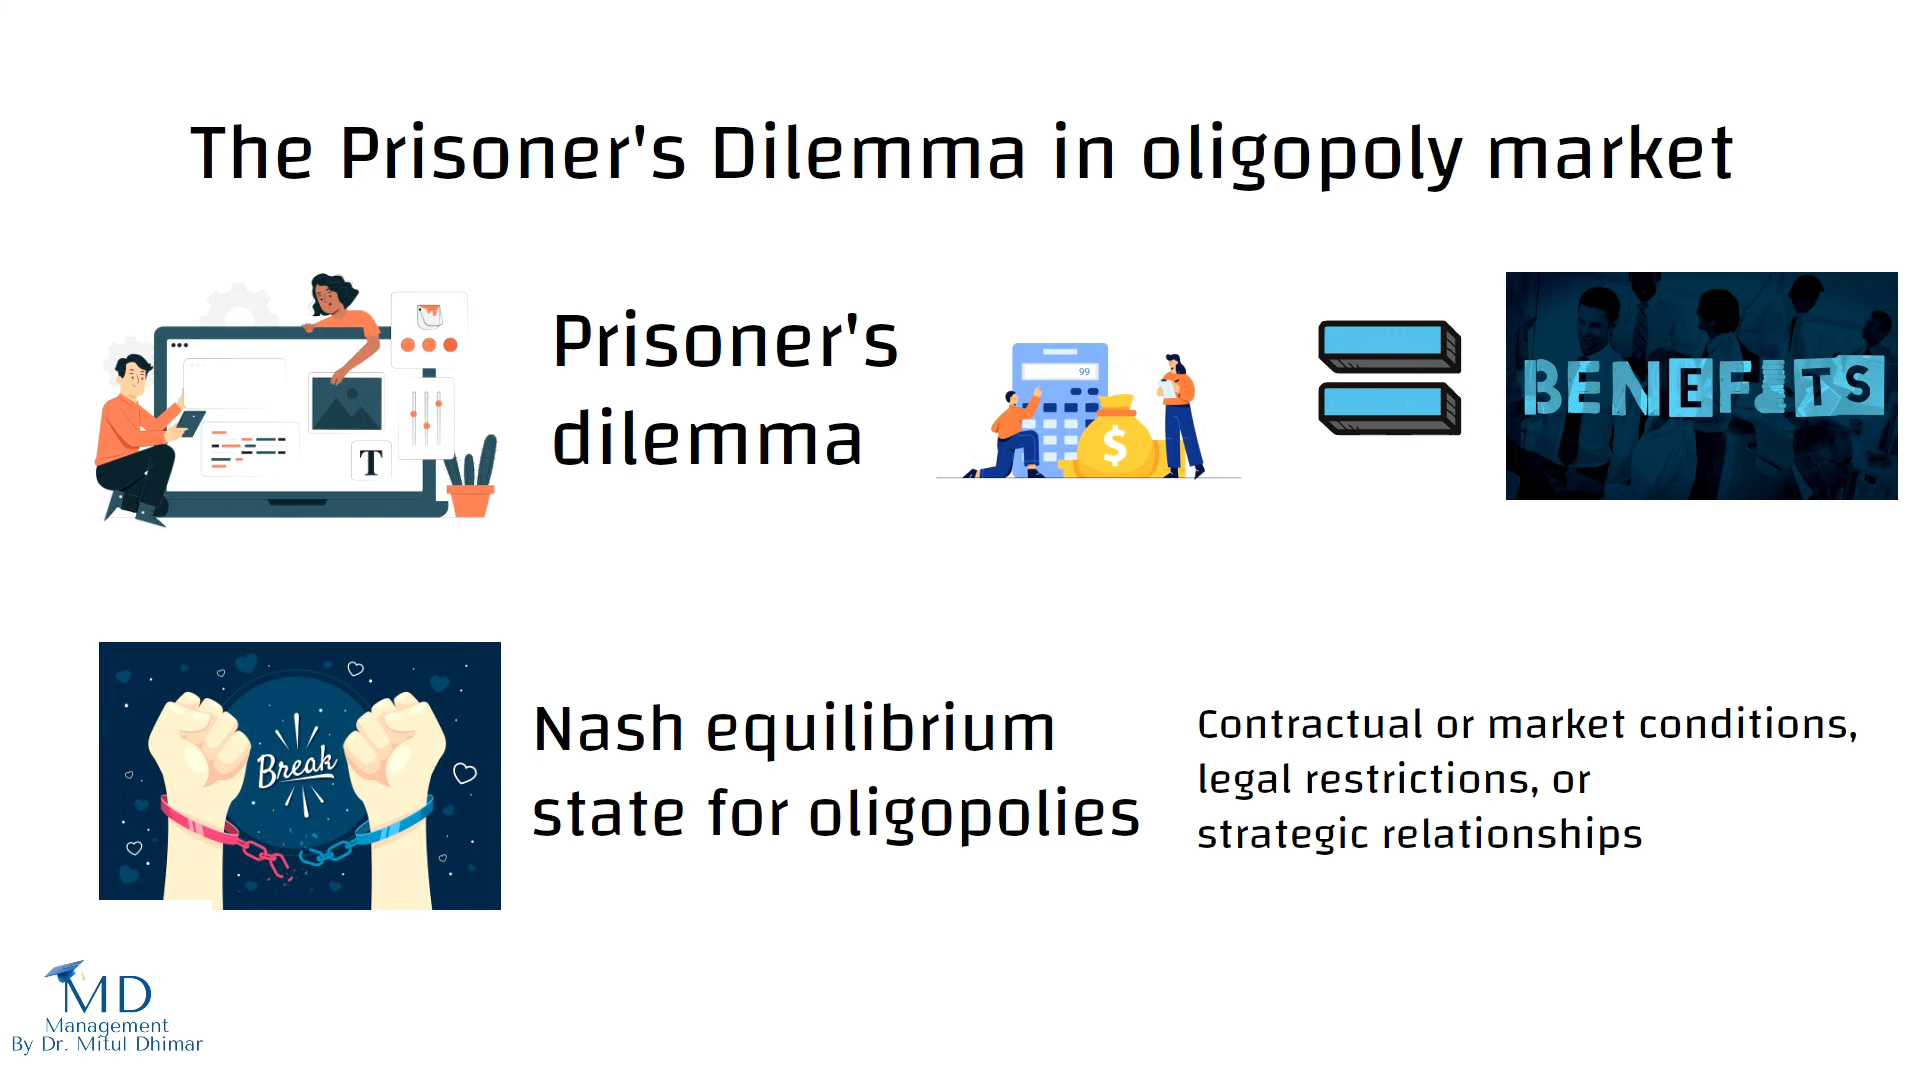 The Prisoner's Dilemma in oligopoly market
Prisoner's
dilemma
99
$
BENEFITS
T
Break
Nash equilibrium
state for oligopolies
Contractual or market conditions,
legal restrictions, or
strategic relationships
MD
Management
By Dr. Mitul Dhimar